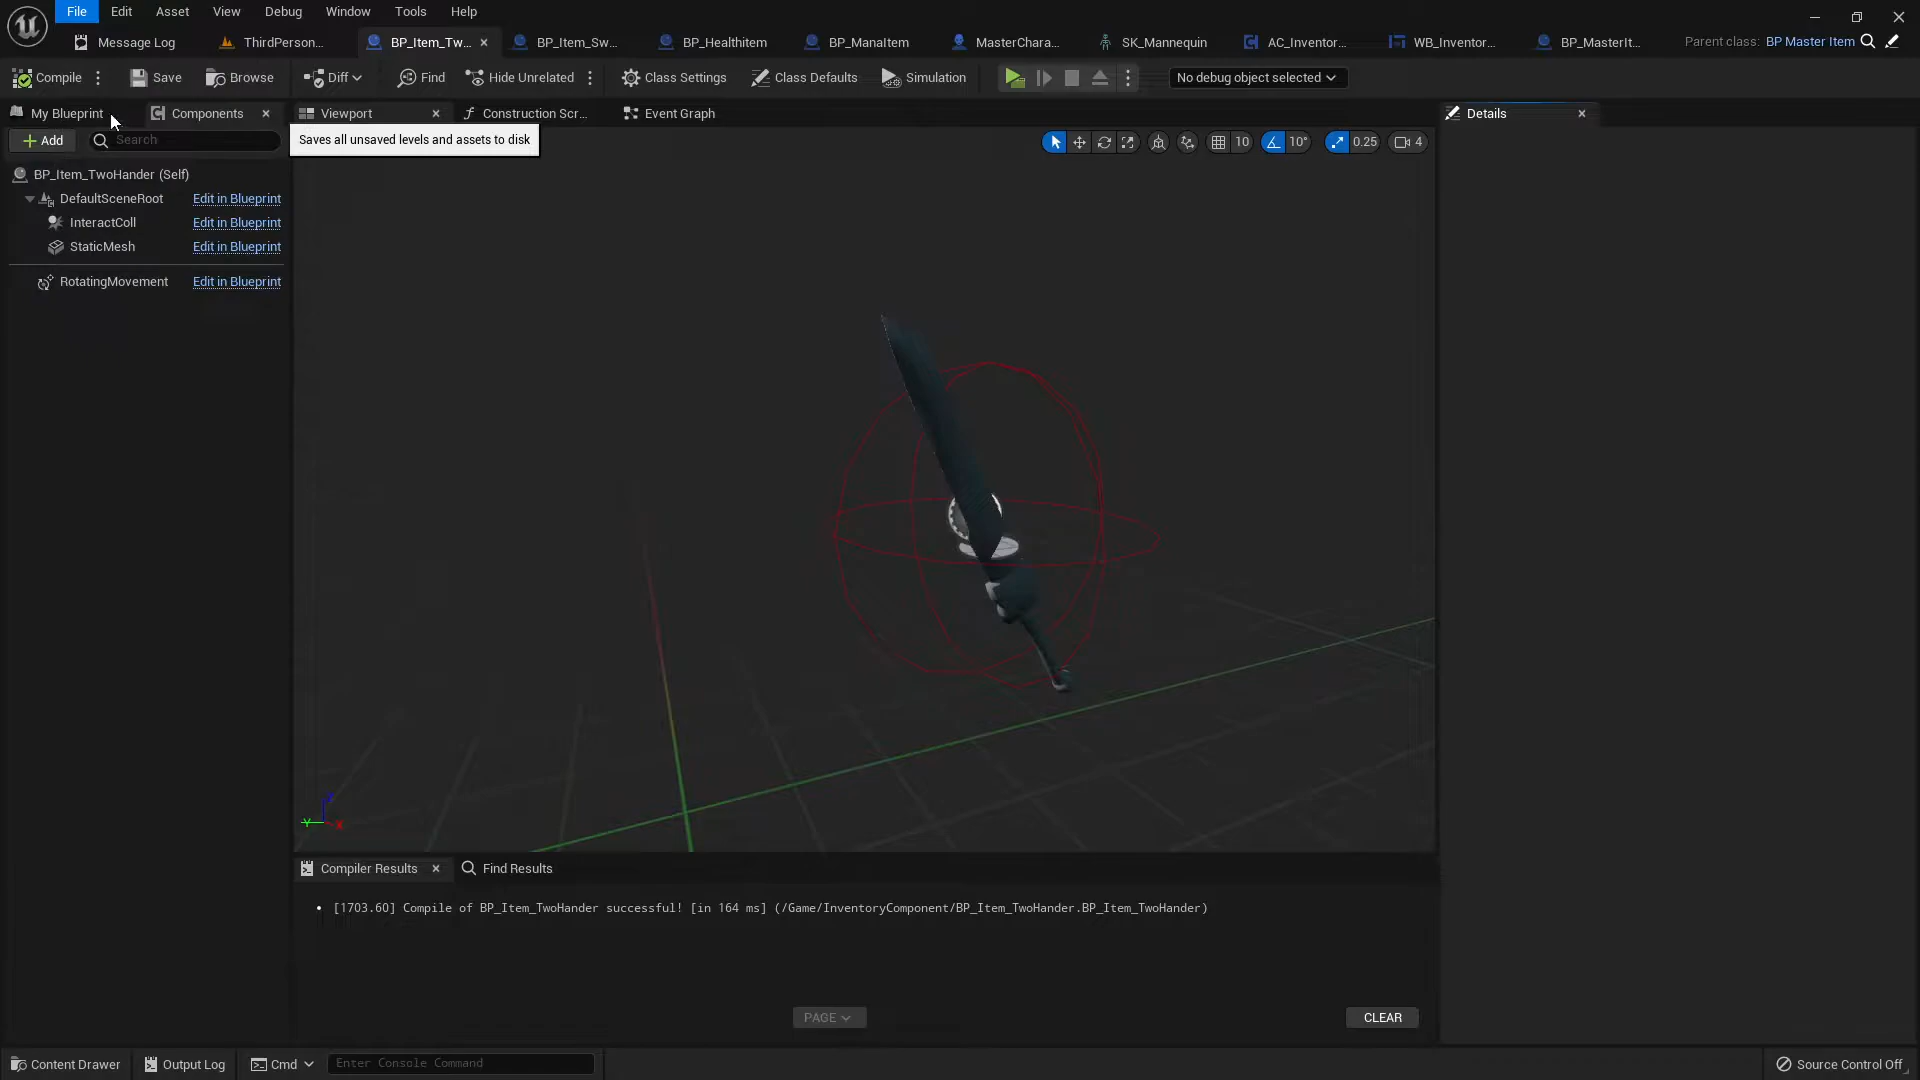 File Edit Asset View Debug Window Tools Help
Message Log ThirdPerson... BP_Item_Tw... BP_Item_Sw... BP_Healthitem BP_ManaItem MasterChara... SK_Mannequin AC_Inventor... WB_Inventor... BP_MasterIt... Parent class: BP Master Item
Compile Save Browse Diff Find Hide Unrelated Class Settings Class Defaults Simulation No debug object selected
My Blueprint Components Viewport Construction Scr... Event Graph Details
Add Search Saves all unsaved levels and assets to disk 10 10° 0.25 4
BP_Item_TwoHander (Self)
DefaultSceneRoot Edit in Blueprint
InteractColl Edit in Blueprint
StaticMesh Edit in Blueprint
RotatingMovement Edit in Blueprint
Z
Y X
Compiler Results Find Results
• [1703.60] Compile of BP_Item_TwoHander successful! [in 164 ms] (/Game/InventoryComponent/BP_Item_TwoHander.BP_Item_TwoHander)
PAGE CLEAR
Content Drawer Output Log Cmd Enter Console Command Source Control Off